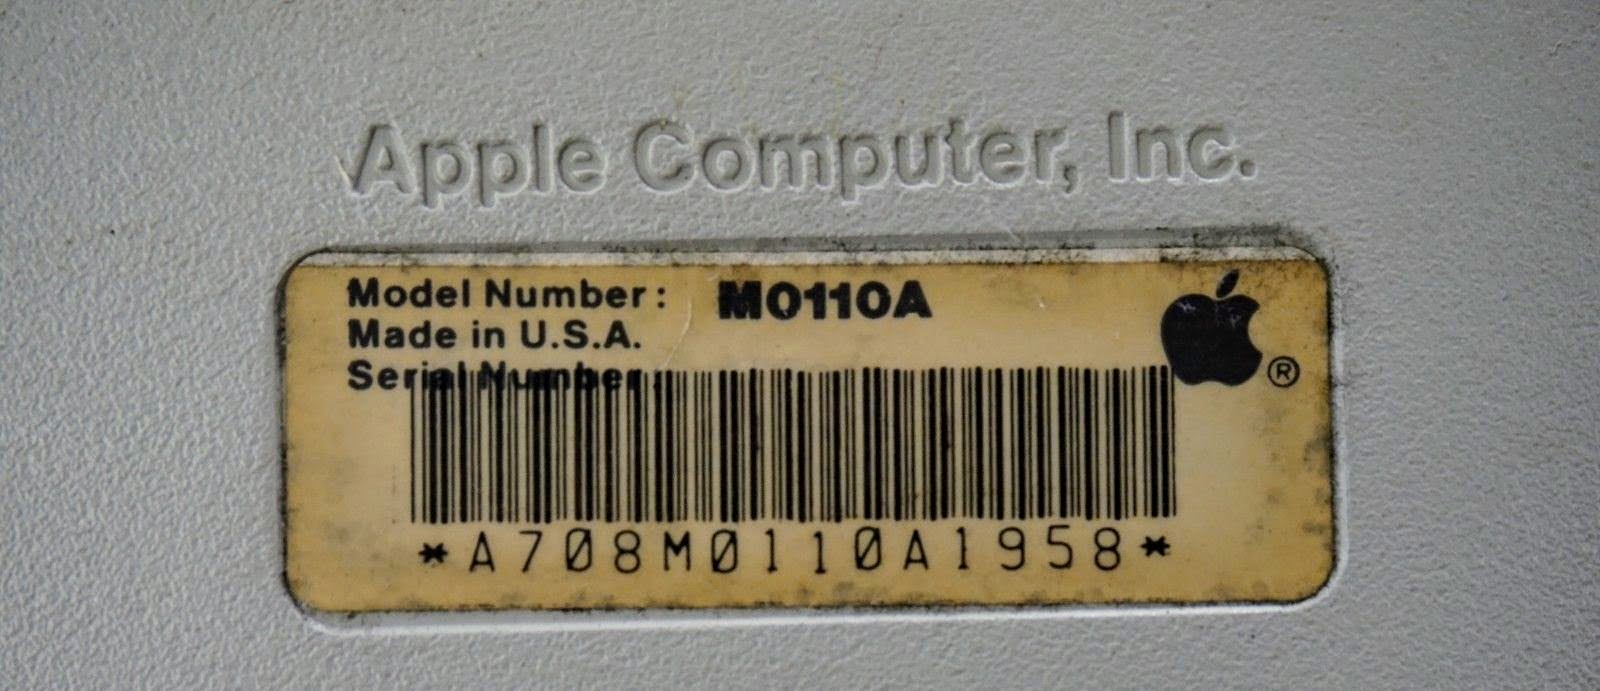 Apple Computer, Inc.
Model Number: M0110A
Made in U.S.A.
Serial Number:
®
*A708M0110A1958*